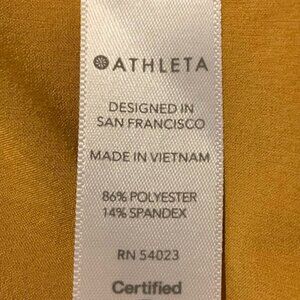 ATHLETA
DESIGNED IN
SAN FRANCISCO
MADE IN VIETNAM
86% POLYESTER
14% SPANDEX
RN 54023
Certified